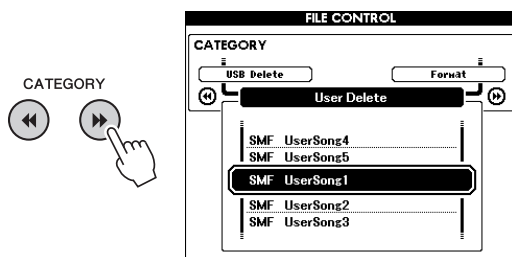 FILE CONTROL
CATEGORY
USB Delete
Format
User Delete
CATEGORY
SMF UserSong4
SMF UserSong5
SMF UserSong1
SMF UserSong2
SMF UserSong3